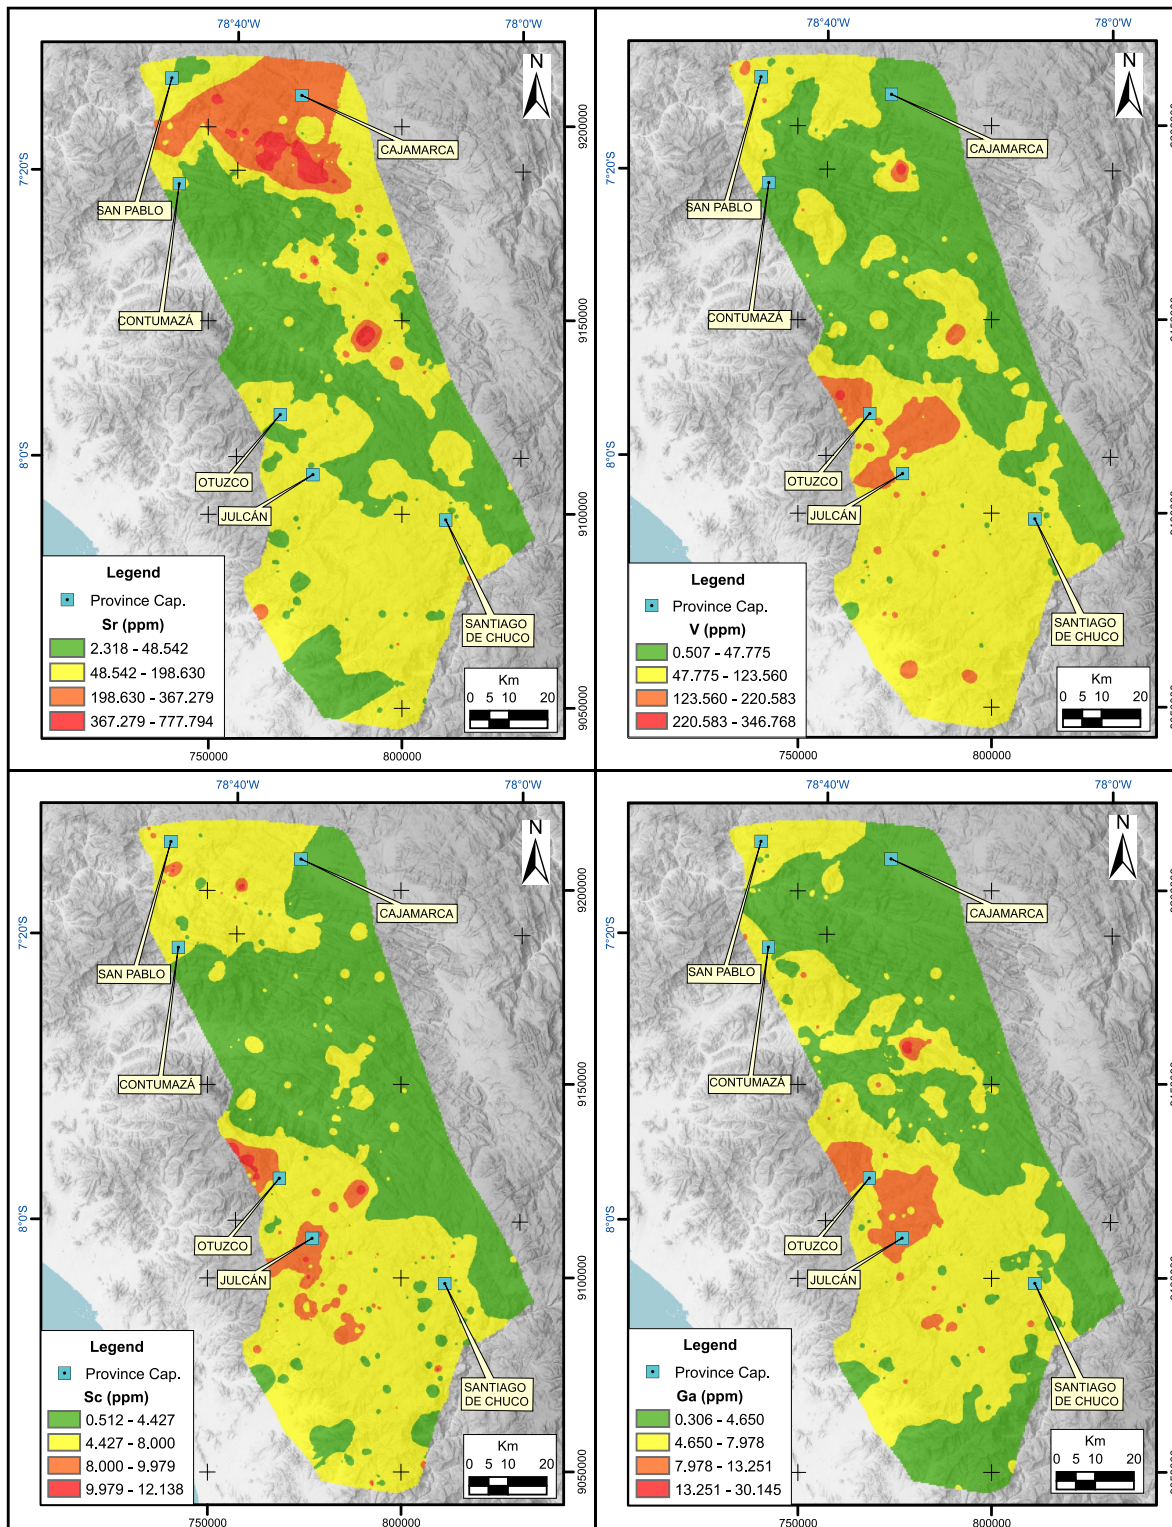 78°40'W
78°0'W
N
9200000
CAJAMARCA
7°20'S
SAN PABLO
CONTUMAZÁ
9150000
OTUZCO
8°0'S
JULCÁN
9100000
SANTIAGO
DE CHUCO
Legend
Province Cap.
Sr (ppm)
2.318 - 48.542
48.542 - 198.630
198.630 - 367.279
367.279 - 777.794
Km
0 5 10 20
9050000
750000
800000
78°40'W
78°0'W
N
CAJAMARCA
7°20'S
SAN PABLO
CONTUMAZÁ
OTUZCO
8°0'S
JULCÁN
SANTIAGO
DE CHUCO
Legend
Province Cap.
V (ppm)
0.507 - 47.775
47.775 - 123.560
123.560 - 220.583
220.583 - 346.768
Km
0 5 10 20
750000
800000
78°40'W
78°0'W
N
9200000
CAJAMARCA
7°20'S
SAN PABLO
CONTUMAZÁ
9150000
OTUZCO
8°0'S
JULCÁN
9100000
SANTIAGO
DE CHUCO
Legend
Province Cap.
Sc (ppm)
0.512 - 4.427
4.427 - 8.000
8.000 - 9.979
9.979 - 12.138
Km
0 5 10 20
9050000
750000
800000
78°40'W
78°0'W
N
CAJAMARCA
7°20'S
SAN PABLO
CONTUMAZÁ
OTUZCO
8°0'S
JULCÁN
SANTIAGO
DE CHUCO
Legend
Province Cap.
Ga (ppm)
0.306 - 4.650
4.650 - 7.978
7.978 - 13.251
13.251 - 30.145
Km
0 5 10 20
750000
800000